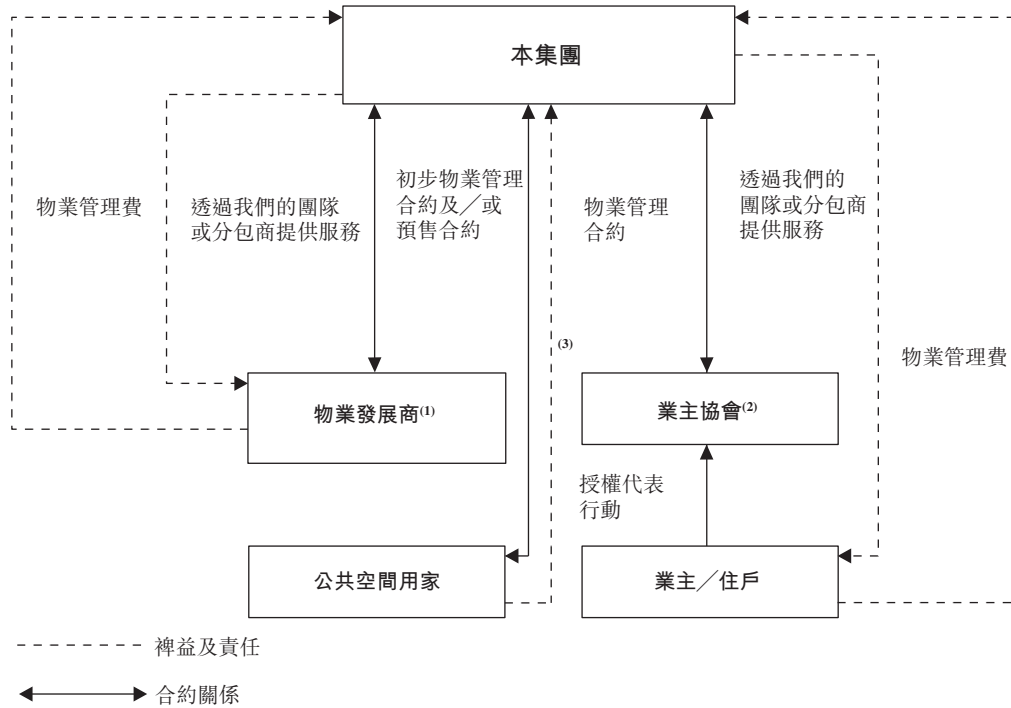 本集團
物業管理費
透過我們的團隊
或分包商提供服務
初步物業管理
合約及╱或
預售合約
物業管理
合約
透過我們的
團隊或分包商
提供服務
(3)
物業管理費
物業發展商(1)
業主協會(2)
授權代表
行動
公共空間用家
業主╱住戶
裨益及責任
合約關係